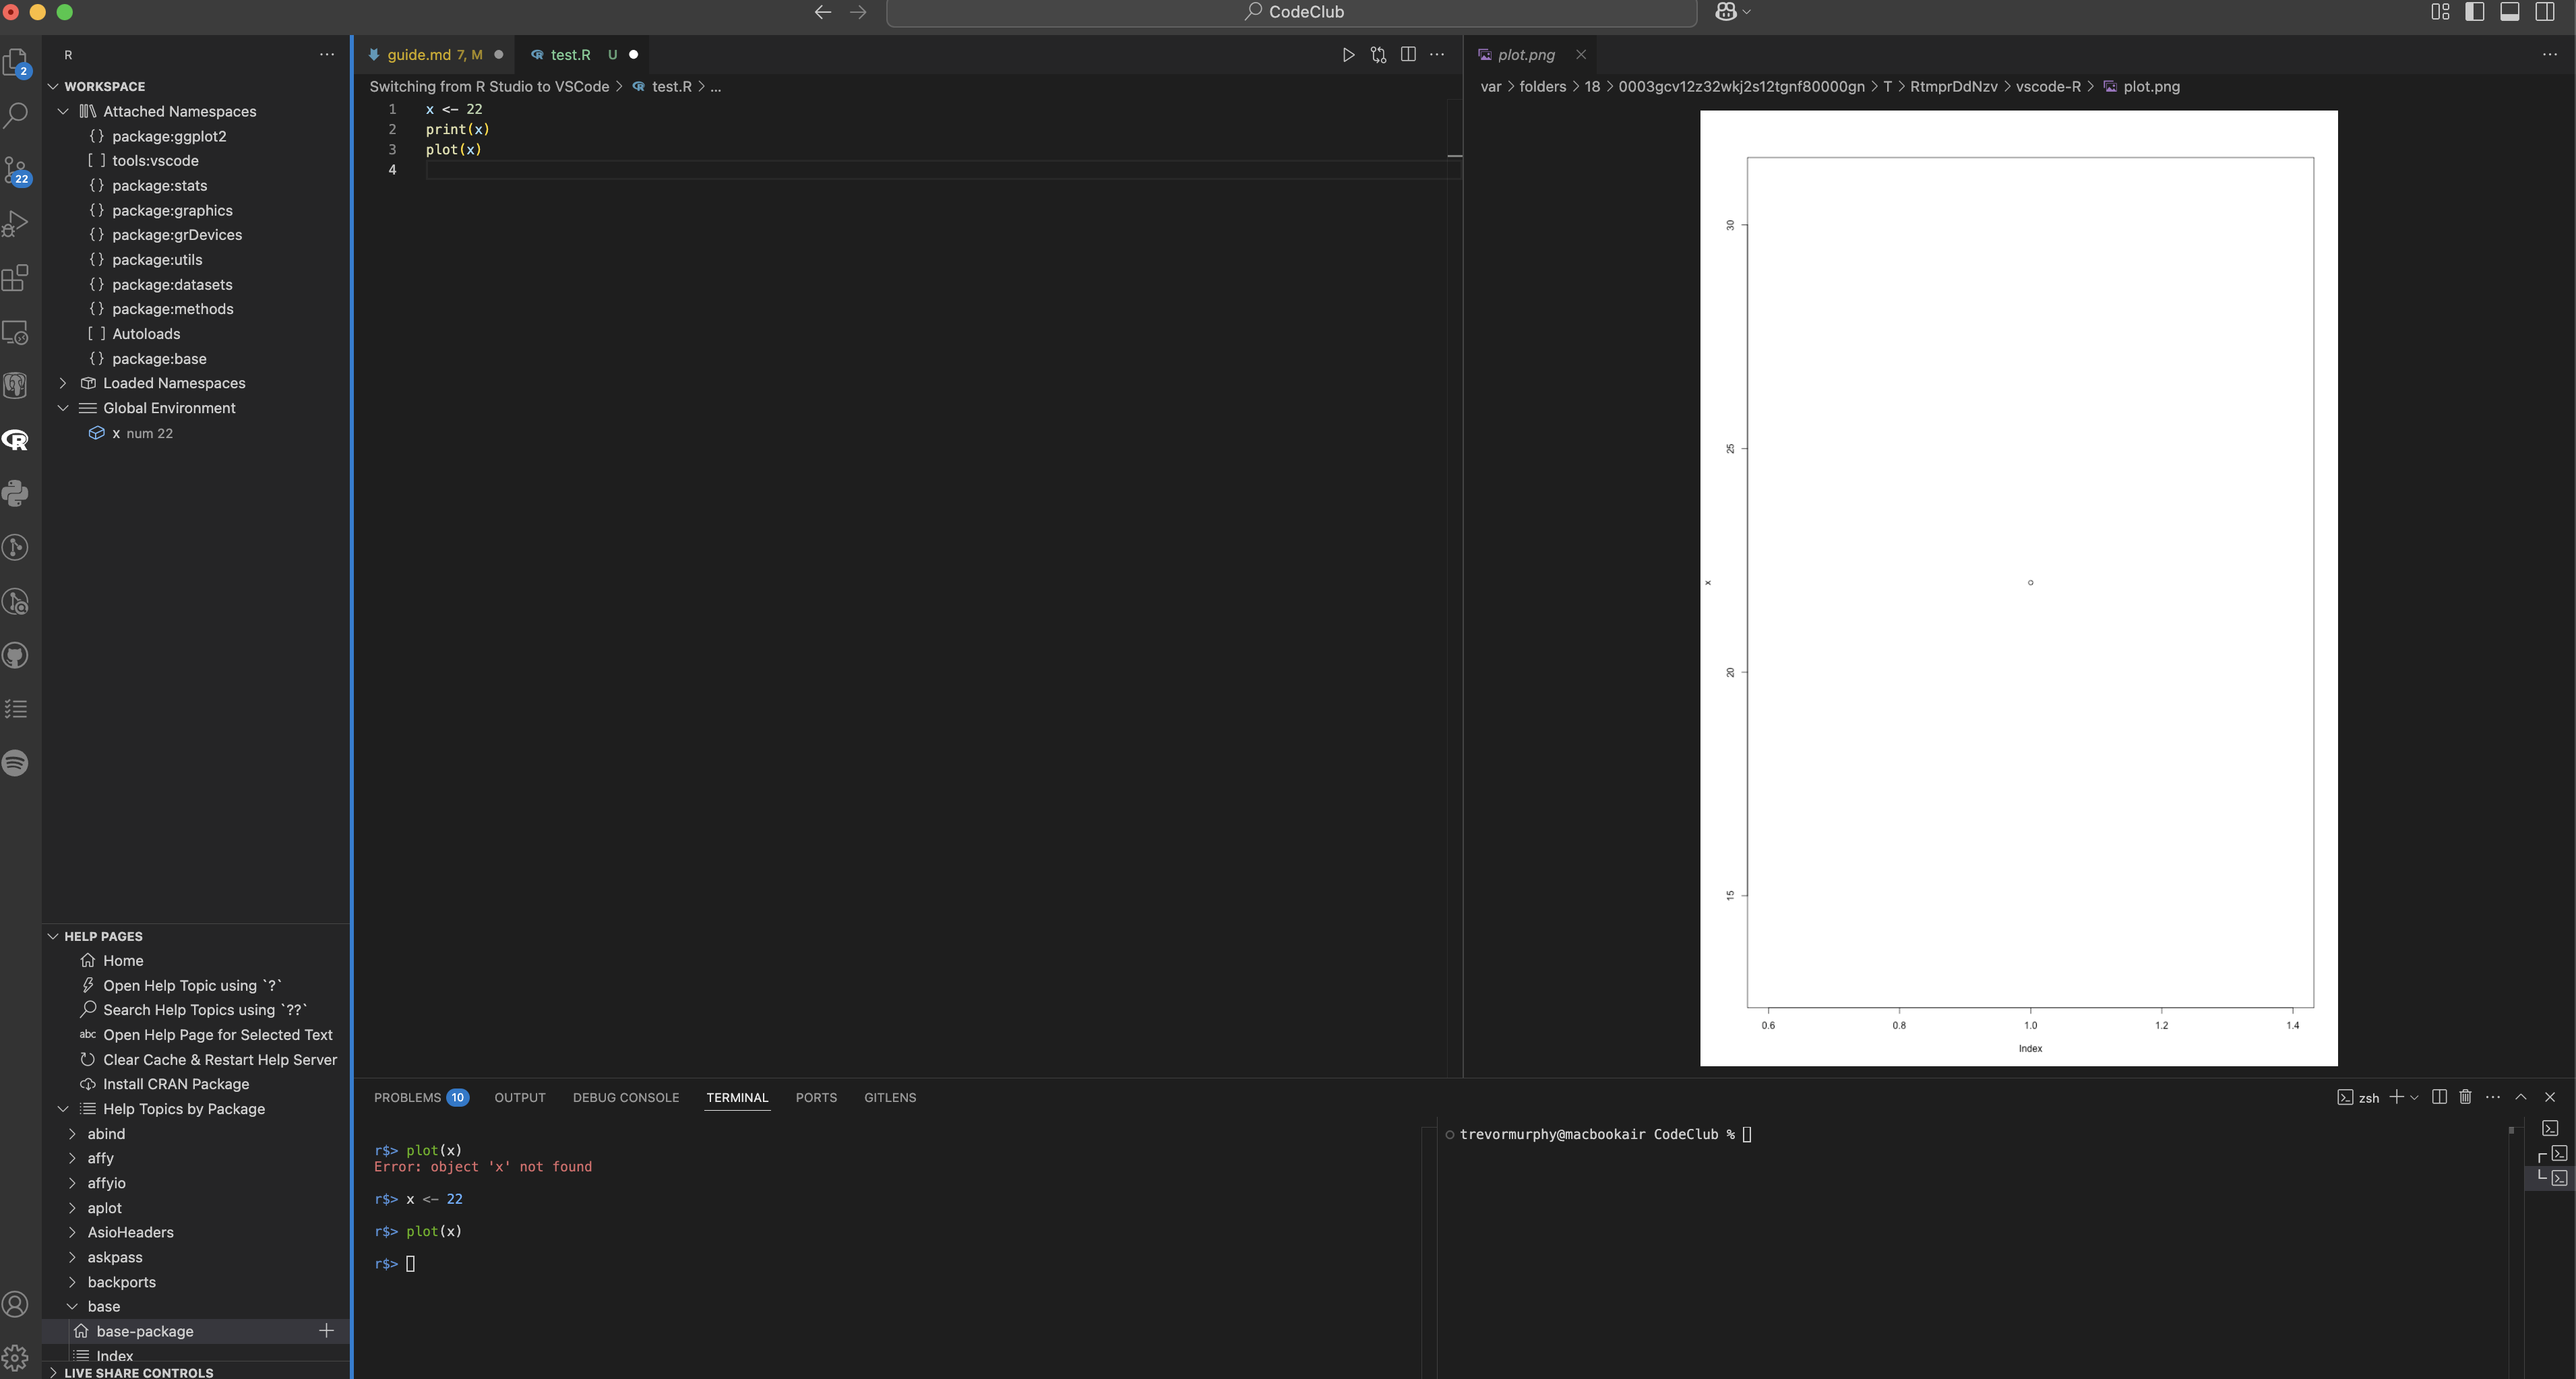 CodeClub
R
WORKSPACE
Attached Namespaces
{} package:ggplot2
[ ] tools:vscode
{} package:stats
{} package:graphics
{} package:grDevices
{} package:utils
{} package:datasets
{} package:methods
[ ] Autoloads
{} package:base
Loaded Namespaces
Global Environment
x num 22
HELP PAGES
Home
Open Help Topic using `?`
Search Help Topics using `??`
abc Open Help Page for Selected Text
Clear Cache & Restart Help Server
Install CRAN Package
Help Topics by Package
abind
affy
affyio
aplot
AsioHeaders
askpass
backports
base
base-package
Index
LIVE SHARE CONTROLS
2
22
guide.md 7, M
test.R U
Switching from R Studio to VSCode > test.R > ...
1 x <- 22
2 print(x)
3 plot(x)
4
plot.png
var > folders > 18 > 0003gcv12z32wkj2s12tgnf80000gn > T > RtmprDdNzv > vscode-R > plot.png
30
25
x
20
15
0.6 0.8 1.0 1.2 1.4
Index
PROBLEMS 10 OUTPUT DEBUG CONSOLE TERMINAL PORTS GITLENS
zsh
r$> plot(x)
Error: object 'x' not found
r$> x <- 22
r$> plot(x)
r$>
trevormurphy@macbookair CodeClub %